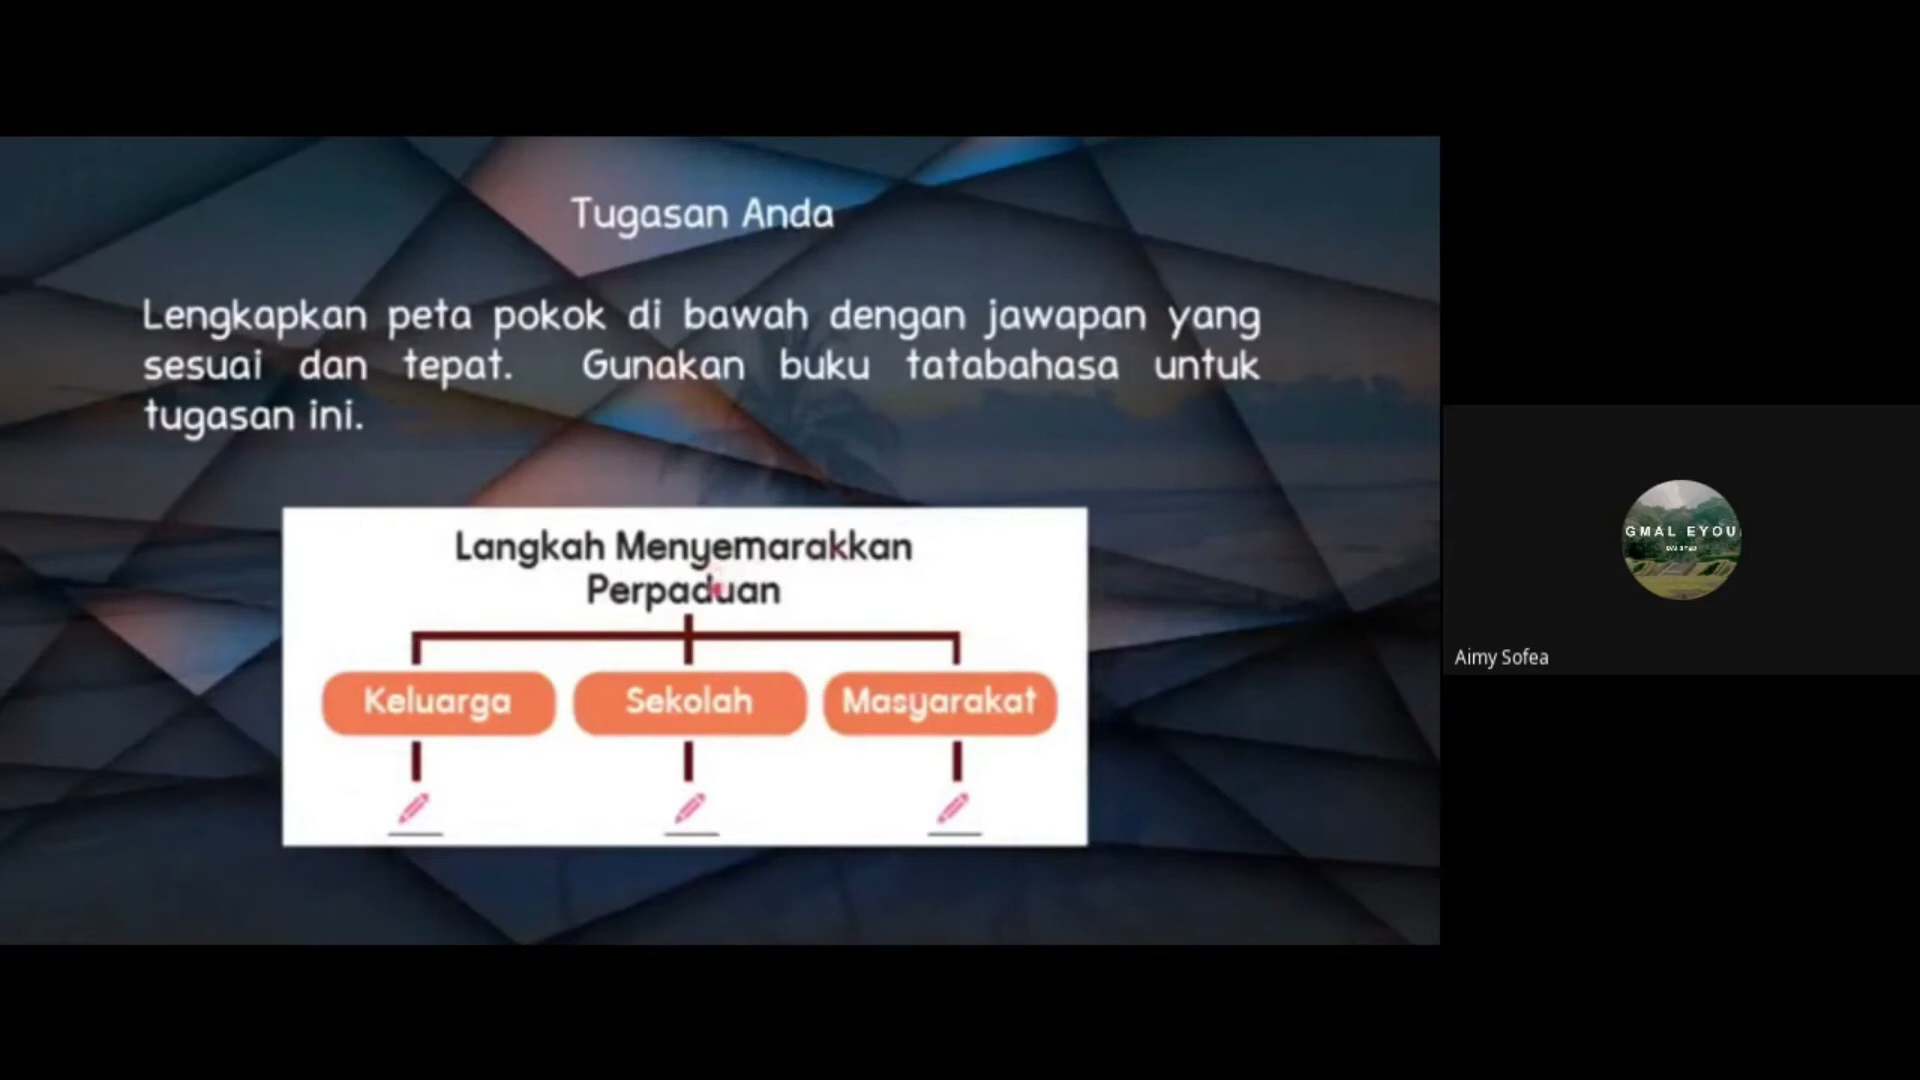 Tugasan Anda
Lengkapkan peta pokok di bawah dengan jawapan yang
sesuai dan tepat. Gunakan buku tatabahasa untuk
tugasan ini.
Langkah Menyemarakkan
Perpaduan
Keluarga Sekolah Masyarakat
GMAL EYOU
Aimy Sofea